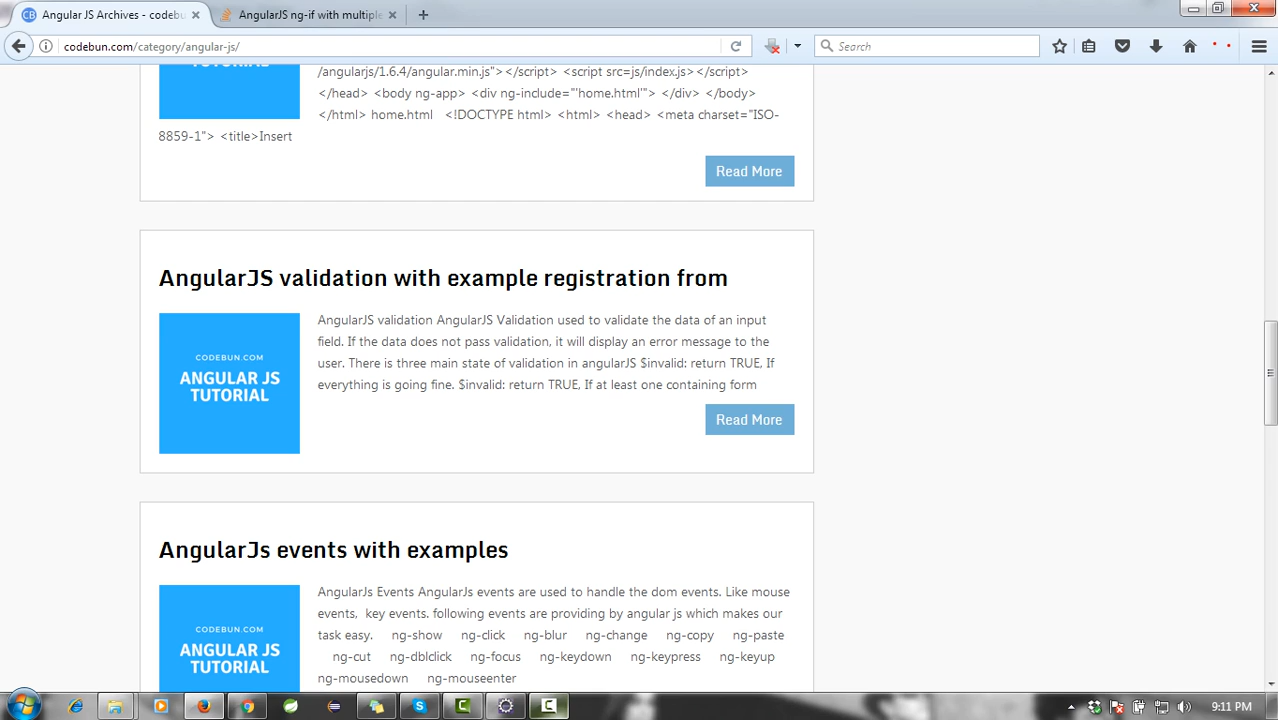 Angular JS Archives - codebu
AngularJS ng-if with multiple
codebun.com/category/angular-js/
Search
/angularjs/1.6.4/angular.min.js"></script> <script src=js/index.js></script>
</head> <body ng-app> <div ng-include="'home.html'"> </div> </body>
</html> home.html <!DOCTYPE html> <html> <head> <meta charset="ISO-
8859-1"> <title>Insert
Read More
AngularJS validation with example registration from
CODEBUN.COM
ANGULAR JS
TUTORIAL
AngularJS validation AngularJS Validation used to validate the data of an input
field. If the data does not pass validation, it will display an error message to the
user. There is three main state of validation in angularJS $invalid: return TRUE, If
everything is going fine. $invalid: return TRUE, If at least one containing form
Read More
AngularJs events with examples
CODEBUN.COM
ANGULAR JS
TUTORIAL
AngularJs Events AngularJs events are used to handle the dom events. Like mouse
events, key events. following events are providing by angular js which makes our
task easy. ng-show ng-click ng-blur ng-change ng-copy ng-paste
ng-cut ng-dblclick ng-focus ng-keydown ng-keypress ng-keyup
ng-mousedown ng-mouseenter
9:11 PM